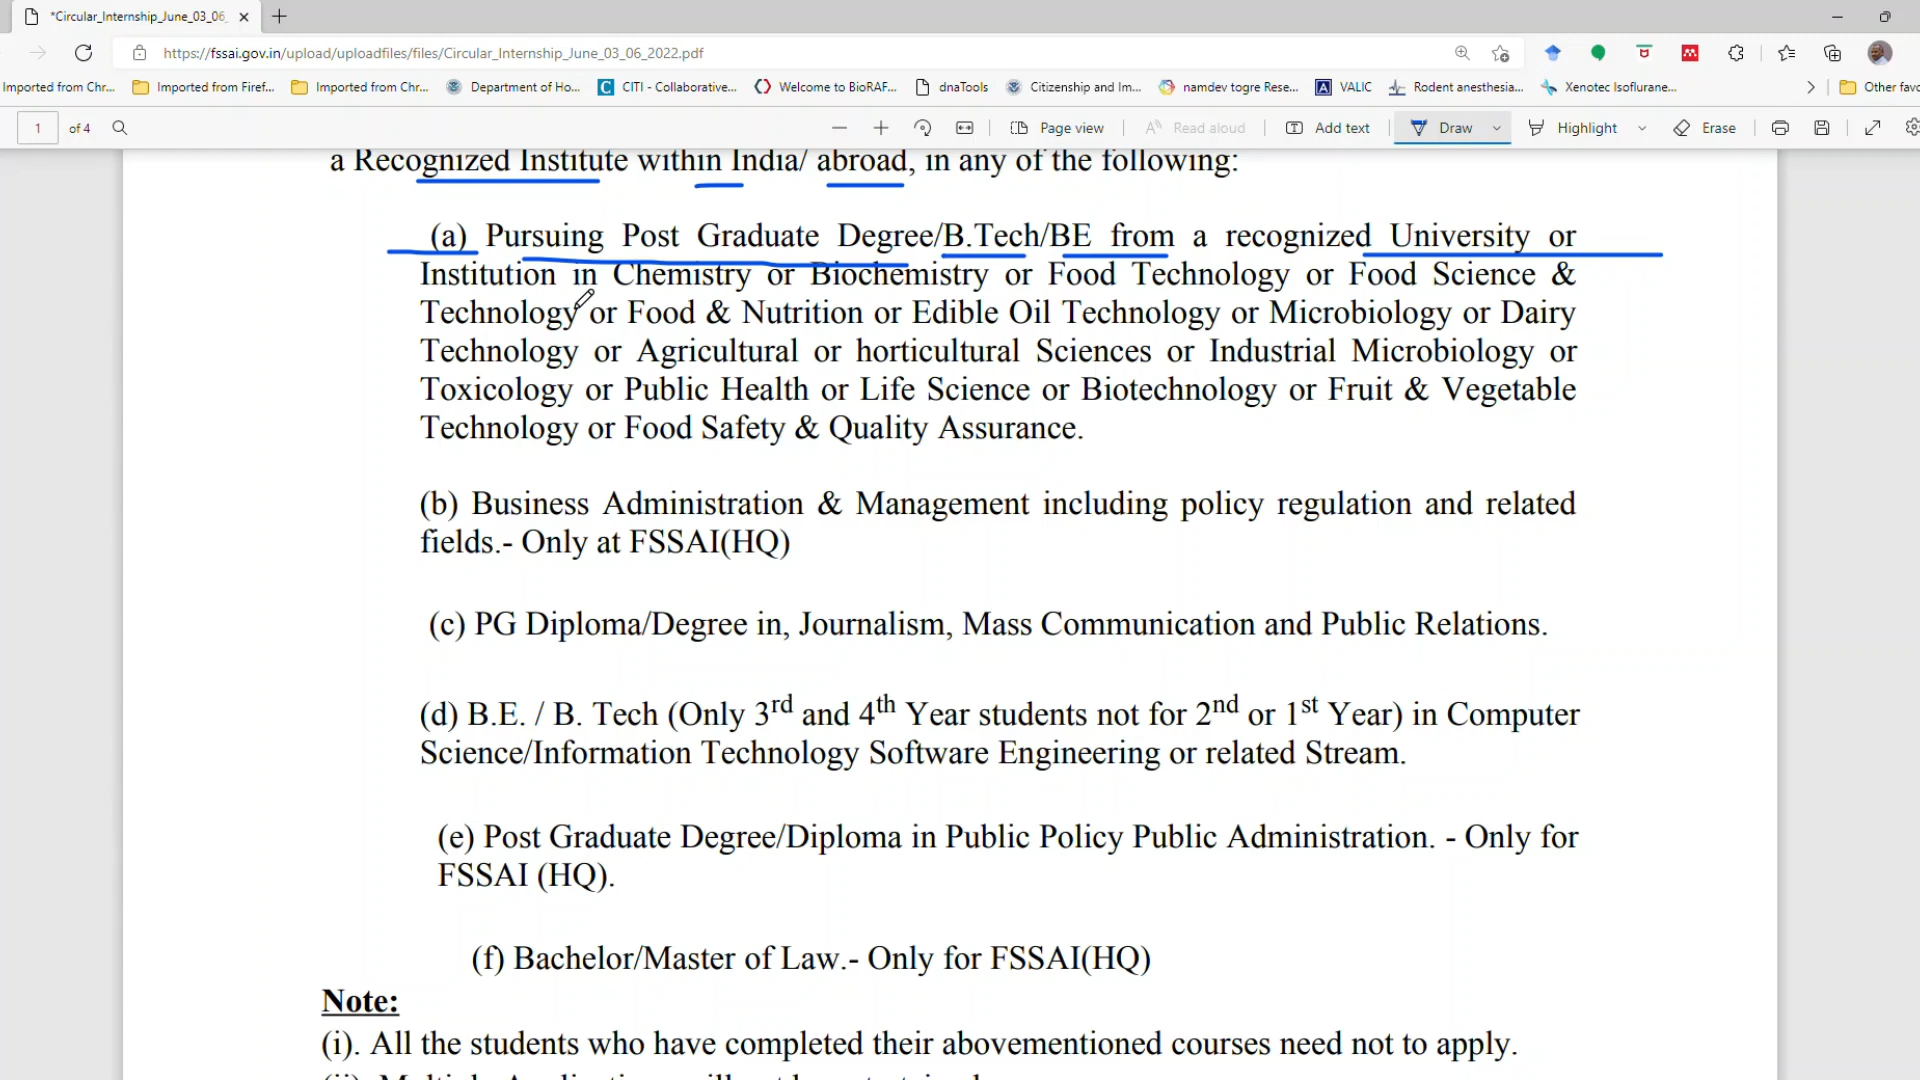 *Circular_Internship_June_03_06_
https://fssai.gov.in/upload/uploadfiles/files/Circular_Internship_June_03_06_2022.pdf
Imported from Chr... Imported from Firef... Imported from Chr... Department of Ho... CITI - Collaborative... Welcome to BioRAF... dnaTools Citizenship and Im... namdev togre Rese... VALIC Rodent anesthesia... Xenotec Isoflurane... Other favo
1 of 4 Page view Read aloud Add text Draw Highlight Erase
a Recognized Institute within India/ abroad, in any of the following:
(a) Pursuing Post Graduate Degree/B.Tech/BE from a recognized University or
Institution in Chemistry or Biochemistry or Food Technology or Food Science &
Technology or Food & Nutrition or Edible Oil Technology or Microbiology or Dairy
Technology or Agricultural or horticultural Sciences or Industrial Microbiology or
Toxicology or Public Health or Life Science or Biotechnology or Fruit & Vegetable
Technology or Food Safety & Quality Assurance.
(b) Business Administration & Management including policy regulation and related
fields.- Only at FSSAI(HQ)
(c) PG Diploma/Degree in, Journalism, Mass Communication and Public Relations.
(d) B.E. / B. Tech (Only 3rd and 4th Year students not for 2nd or 1st Year) in Computer
Science/Information Technology Software Engineering or related Stream.
(e) Post Graduate Degree/Diploma in Public Policy Public Administration. - Only for
FSSAI (HQ).
(f) Bachelor/Master of Law.- Only for FSSAI(HQ)
Note:
(i). All the students who have completed their abovementioned courses need not to apply.